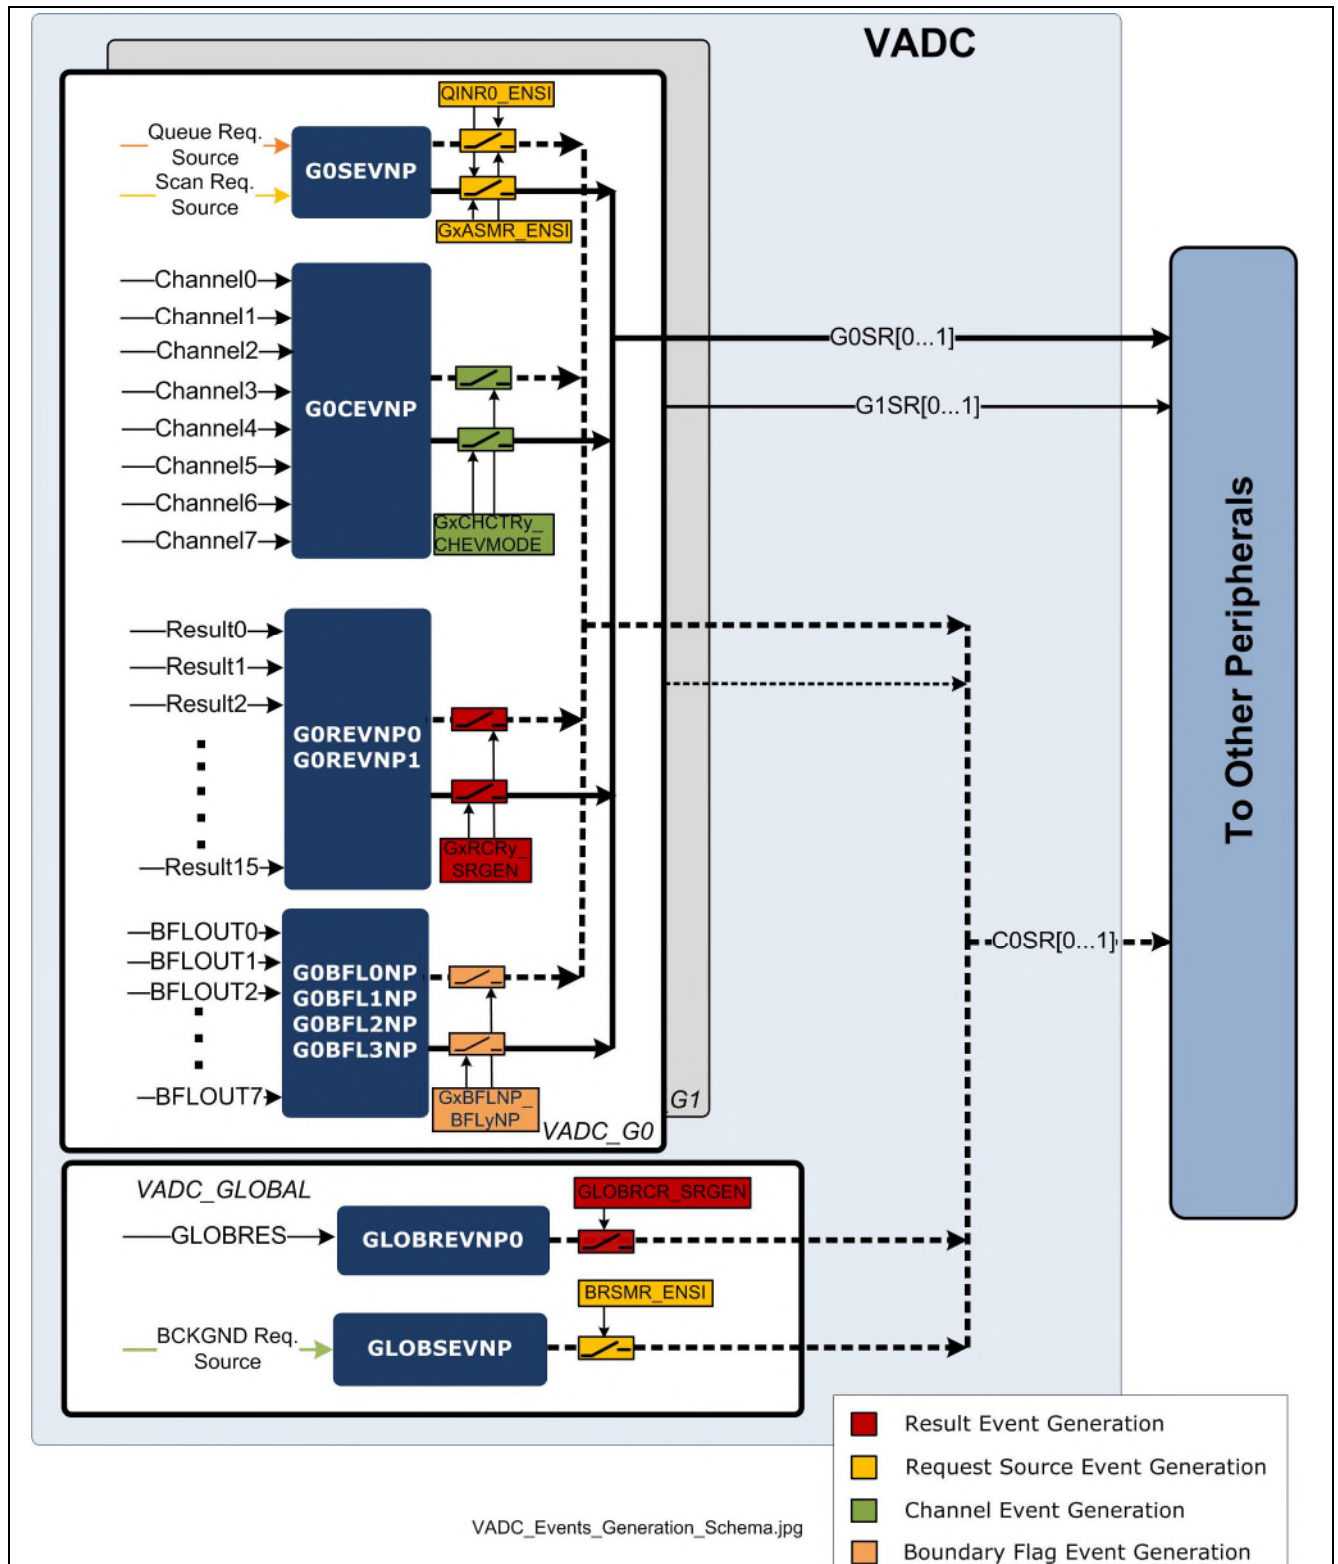 VADC
QINR0_ENSI
Queue Req.
Source
Scan Req.
Source
G0SEVNP
GxASMR_ENSI
Channel0
Channel1
Channel2
Channel3
Channel4
Channel5
Channel6
Channel7
G0CEVNP
GxCHCTRy_
CHEVMODE
G0SR[0...1]
G1SR[0...1]
To Other Peripherals
Result0
Result1
Result2
Result15
G0REVNP0
G0REVNP1
GxRCRy_
SRGEN
BFLOUT0
BFLOUT1
BFLOUT2
BFLOUT7
G0BFL0NP
G0BFL1NP
G0BFL2NP
G0BFL3NP
GxBFLNP_
BFLyNP
VADC_G0
_G1
C0SR[0...1]
VADC_GLOBAL
GLOBRES
GLOBREVNP0
GLOBRCR_SRGEN
BCKGND Req.
Source
GLOBSEVNP
BRSMR_ENSI
Result Event Generation
Request Source Event Generation
Channel Event Generation
Boundary Flag Event Generation
VADC_Events_Generation_Schema.jpg